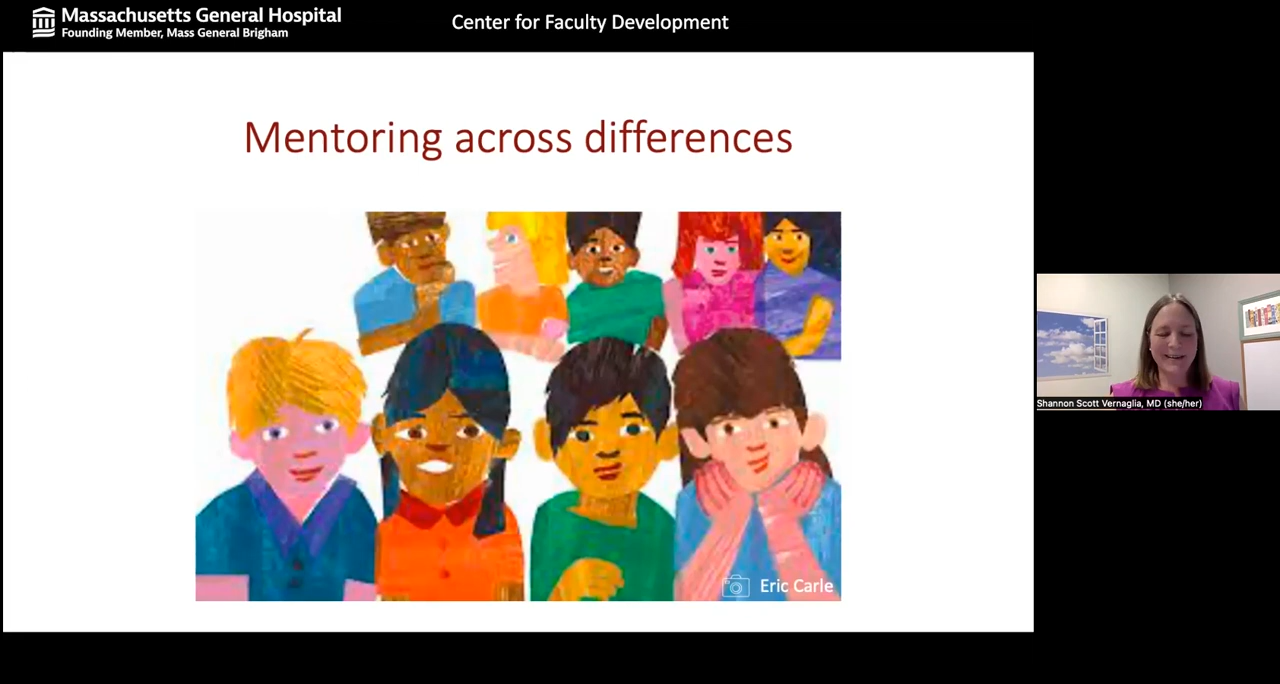 Massachusetts General Hospital
Founding Member, Mass General Brigham
Center for Faculty Development
Mentoring across differences
Eric Carle
Shannon Scott Vernaglia, MD (she/her)